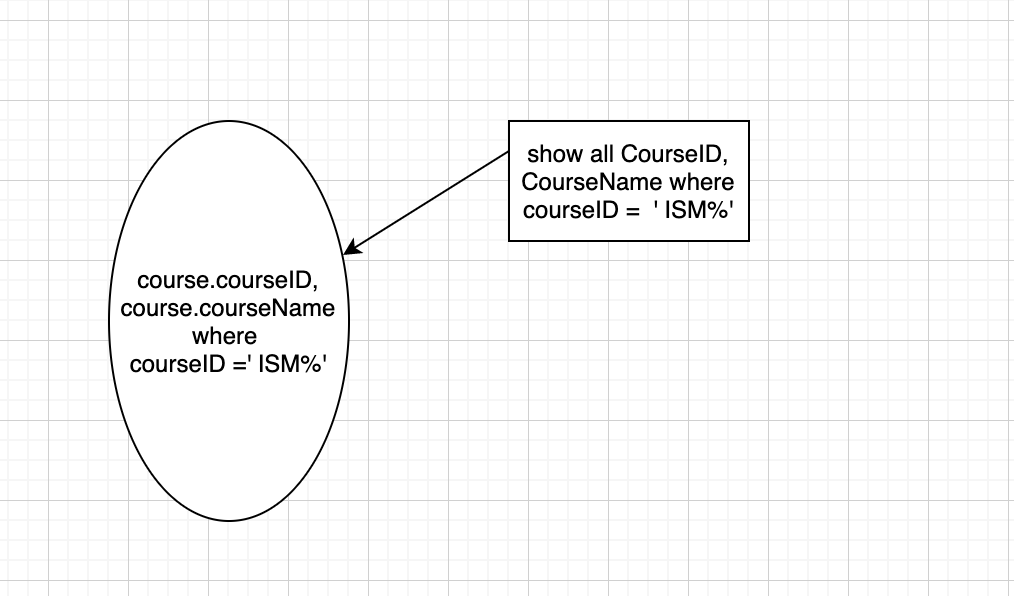 show all CourseID,
CourseName where
courseID =  ' ISM%'
course.courseID,
course.courseName
where
courseID =' ISM%'